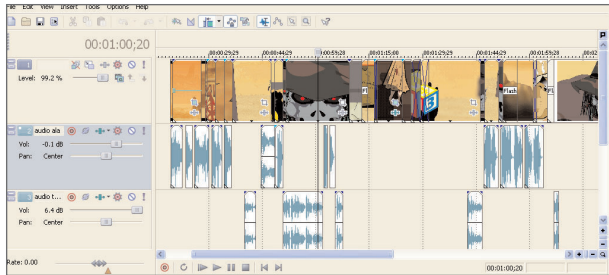 File Edit View Insert Tools Options Help
00:01:00;20
00:00:29;29 00:00:44;29 00:00:59;28 00:01:15;00 00:01:29;29 00:01:44;29 00:01:59;28 00:02
Level: 99.2 %
Fl
Flash
Fl
audio ala
Vol: -0.1 dB
Pan: Center
audio t...
Vol: 6.4 dB
Pan: Center
Rate: 0.00
00:01:00;20